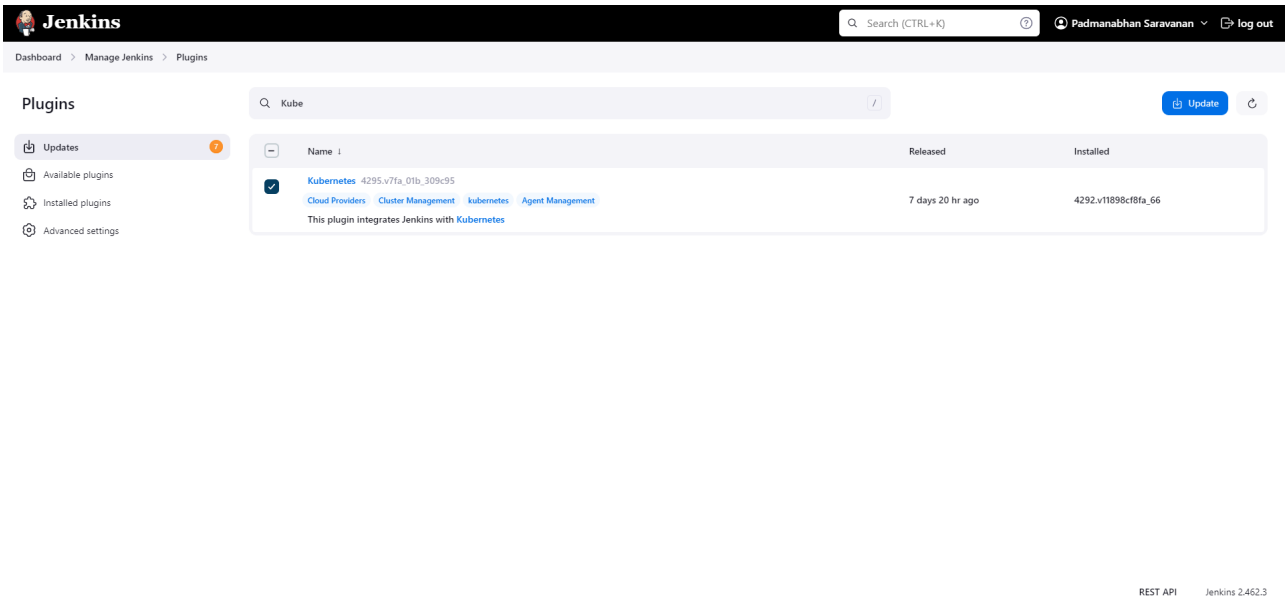 Jenkins
Search (CTRL+K)
Padmanabhan Saravanan
log out
Dashboard > Manage Jenkins > Plugins
Plugins
Kube
/
Update
Updates 7
Available plugins
Installed plugins
Advanced settings
Name ↓ Released Installed
Kubernetes 4295.v7fa_01b_309c95
Cloud Providers Cluster Management kubernetes Agent Management
7 days 20 hr ago 4292.v11898cf8fa_66
This plugin integrates Jenkins with Kubernetes
REST API Jenkins 2.462.3